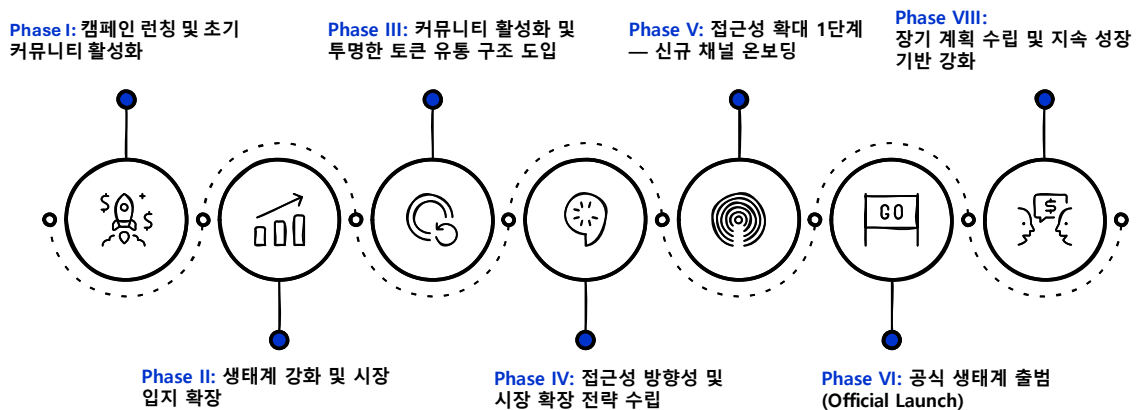 Phase I: 캠페인 런칭 및 초기
커뮤니티 활성화
Phase III: 커뮤니티 활성화 및
투명한 토큰 유통 구조 도입
Phase V: 접근성 확대 1단계
— 신규 채널 온보딩
Phase VIII:
장기 계획 수립 및 지속 성장
기반 강화
$
$
GO
$
Phase II: 생태계 강화 및 시장
입지 확장
Phase IV: 접근성 방향성 및
시장 확장 전략 수립
Phase VI: 공식 생태계 출범
(Official Launch)